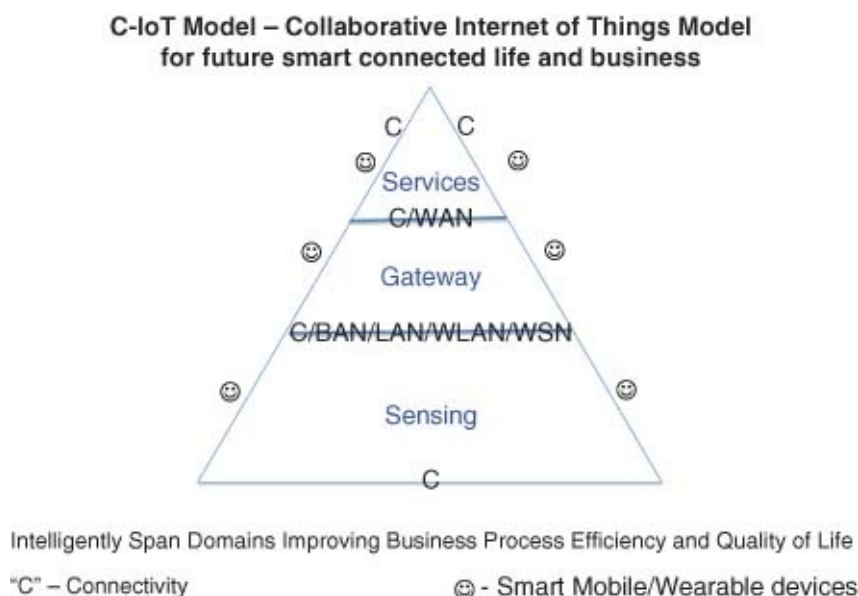 C-IoT Model – Collaborative Internet of Things Model
for future smart connected life and business
C C
Services
C/WAN
Gateway
C/BAN/LAN/WLAN/WSN
Sensing
C
Intelligently Span Domains Improving Business Process Efficiency and Quality of Life
"C" – Connectivity ☺ - Smart Mobile/Wearable devices